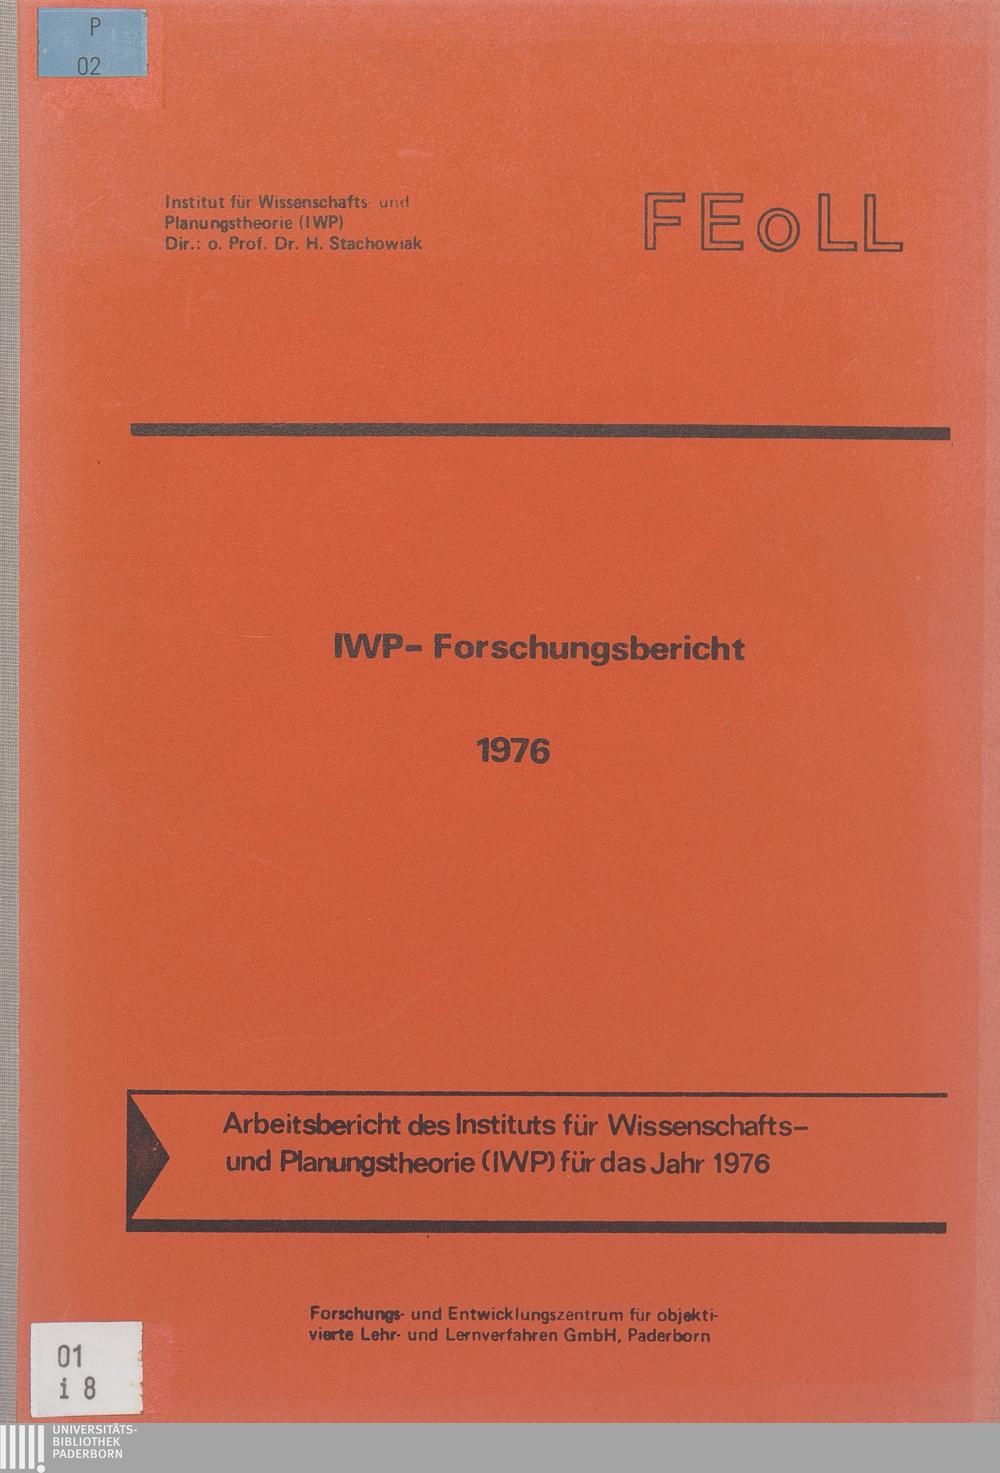 P
02
Institut für Wissenschafts- und
Planungstheorie (IWP)
Dir.: o. Prof. Dr. H. Stachowiak
FEoLL
IWP- Forschungsbericht
1976
Arbeitsbericht des Instituts für Wissenschafts-
und Planungstheorie (IWP) für das Jahr 1976
Forschungs- und Entwicklungszentrum für objekti-
vierte Lehr- und Lernverfahren GmbH, Paderborn
01
i 8
UNIVERSITÄTS-
BIBLIOTHEK
PADERBORN